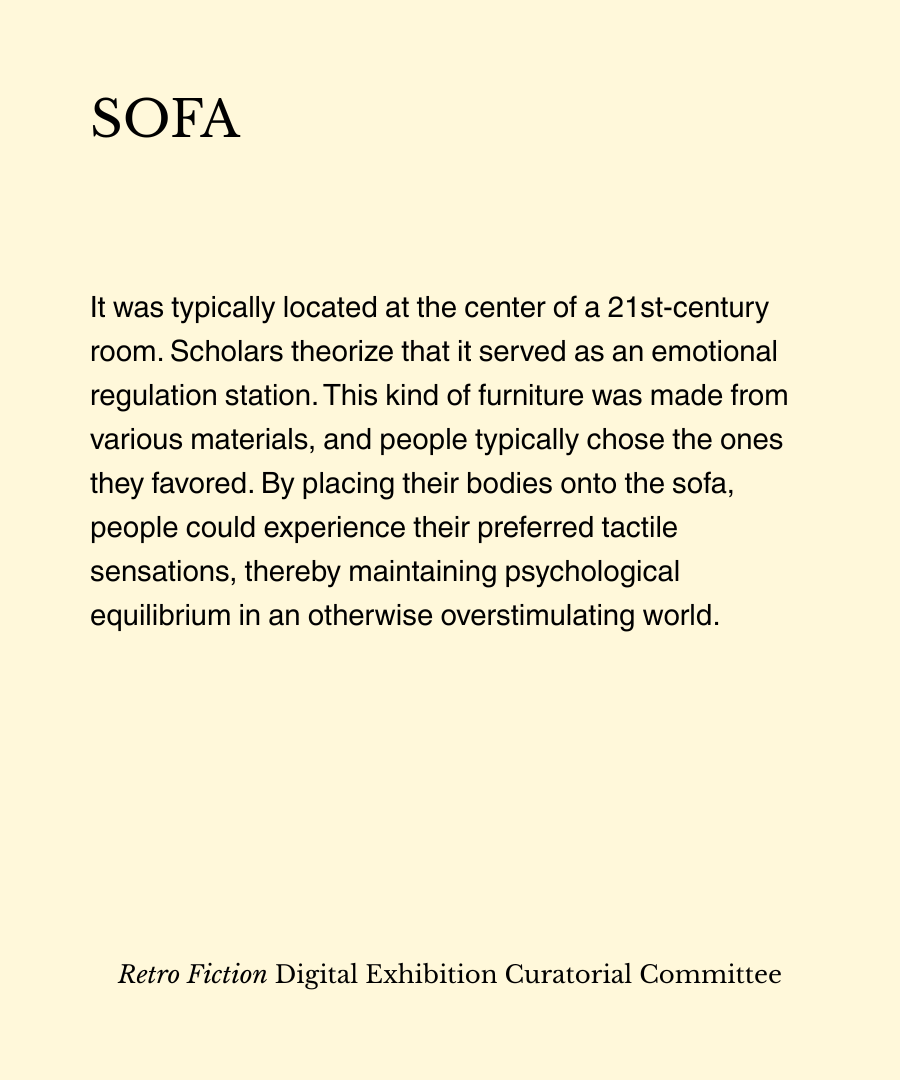 SOFA
It was typically located at the center of a 21st-century
room. Scholars theorize that it served as an emotional
regulation station. This kind of furniture was made from
various materials, and people typically chose the ones
they favored. By placing their bodies onto the sofa,
people could experience their preferred tactile
sensations, thereby maintaining psychological
equilibrium in an otherwise overstimulating world.
Retro Fiction Digital Exhibition Curatorial Committee